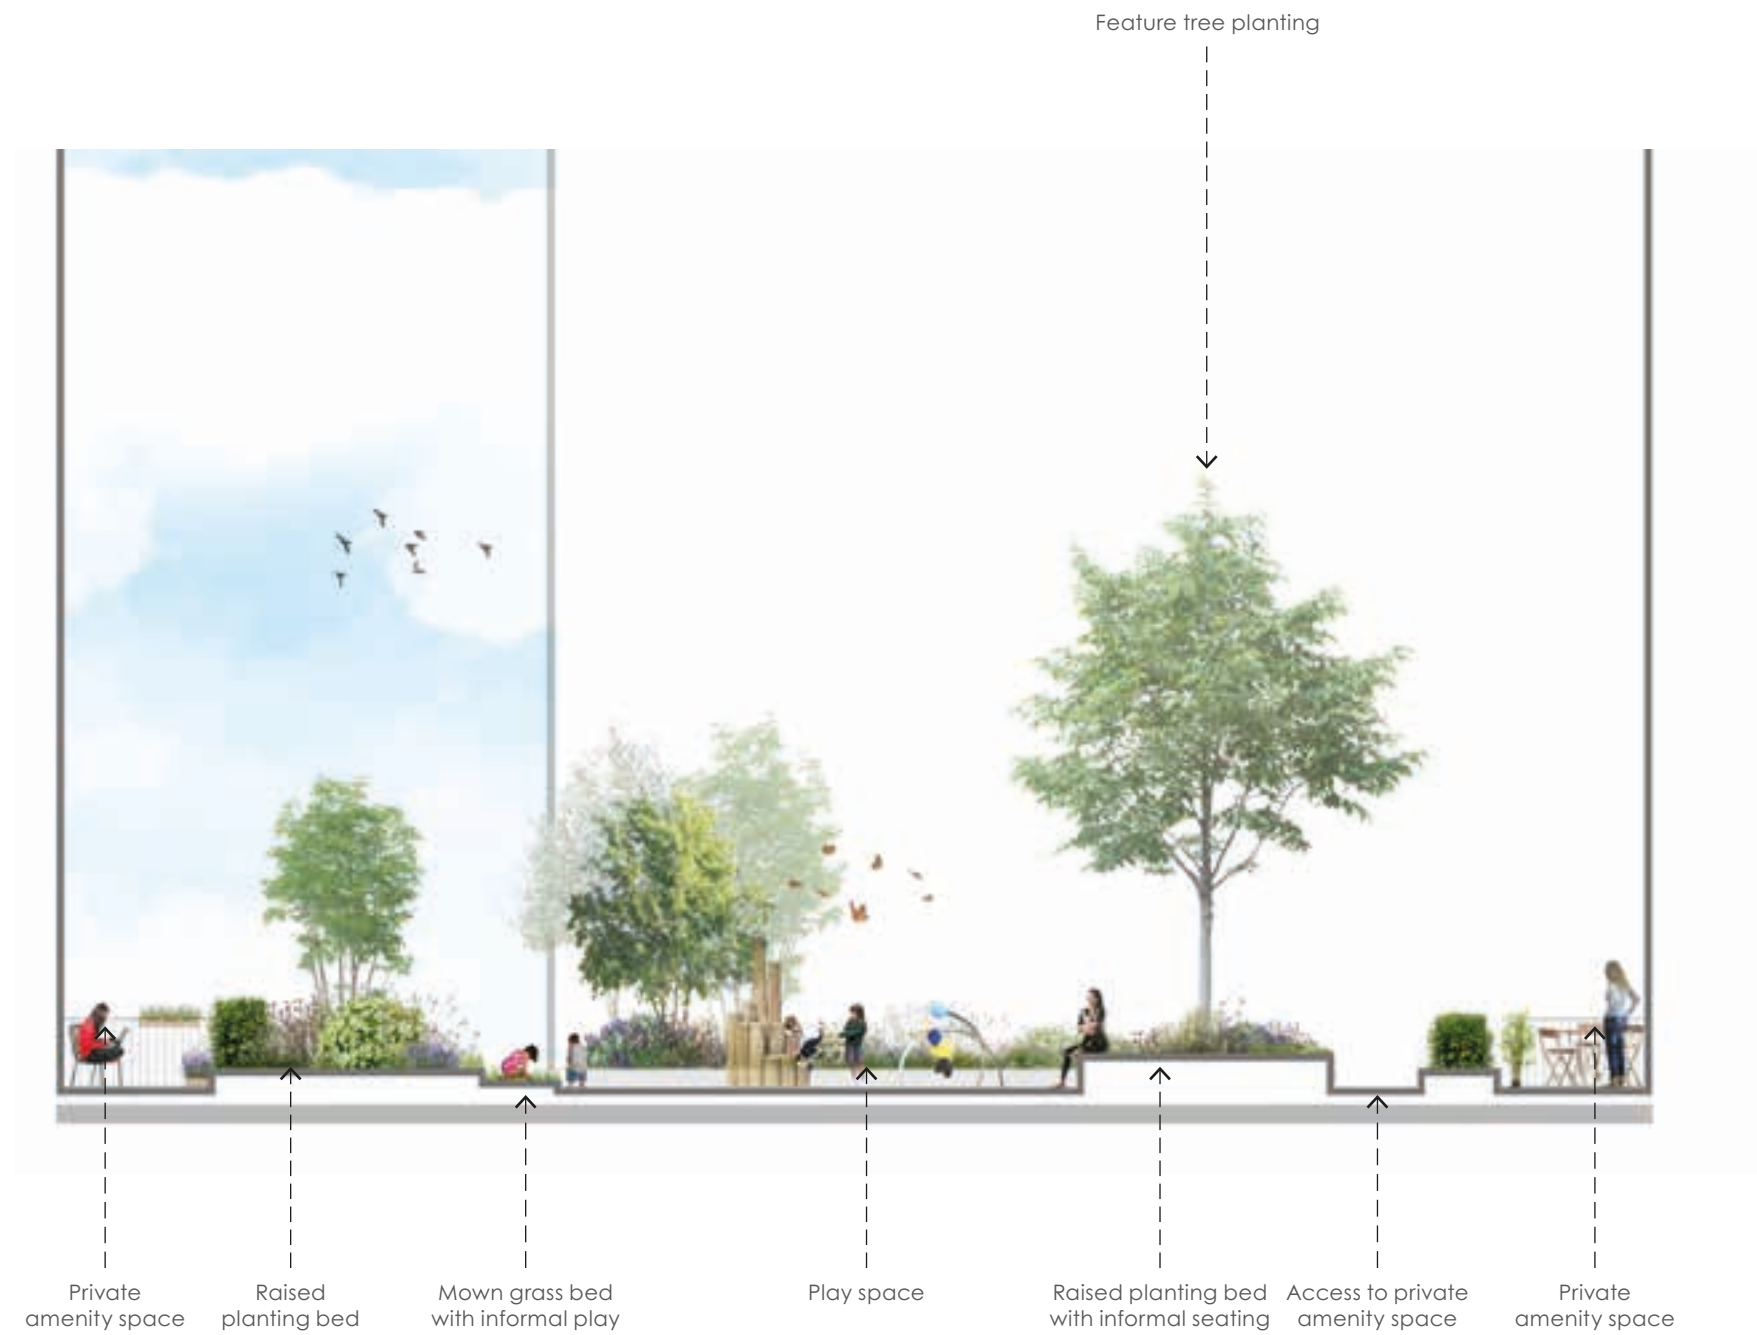 Feature tree planting
Private
amenity space
Raised
planting bed
Mown grass bed
with informal play
Play space
Raised planting bed
with informal seating
Access to private
amenity space
Private
amenity space